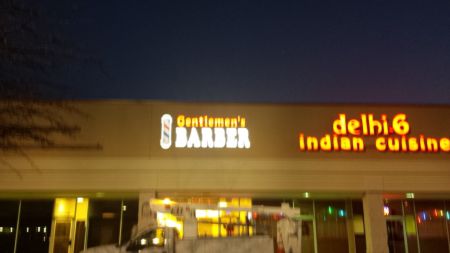 Gentlemen's
BARBER
delhi 6
indian cuisine